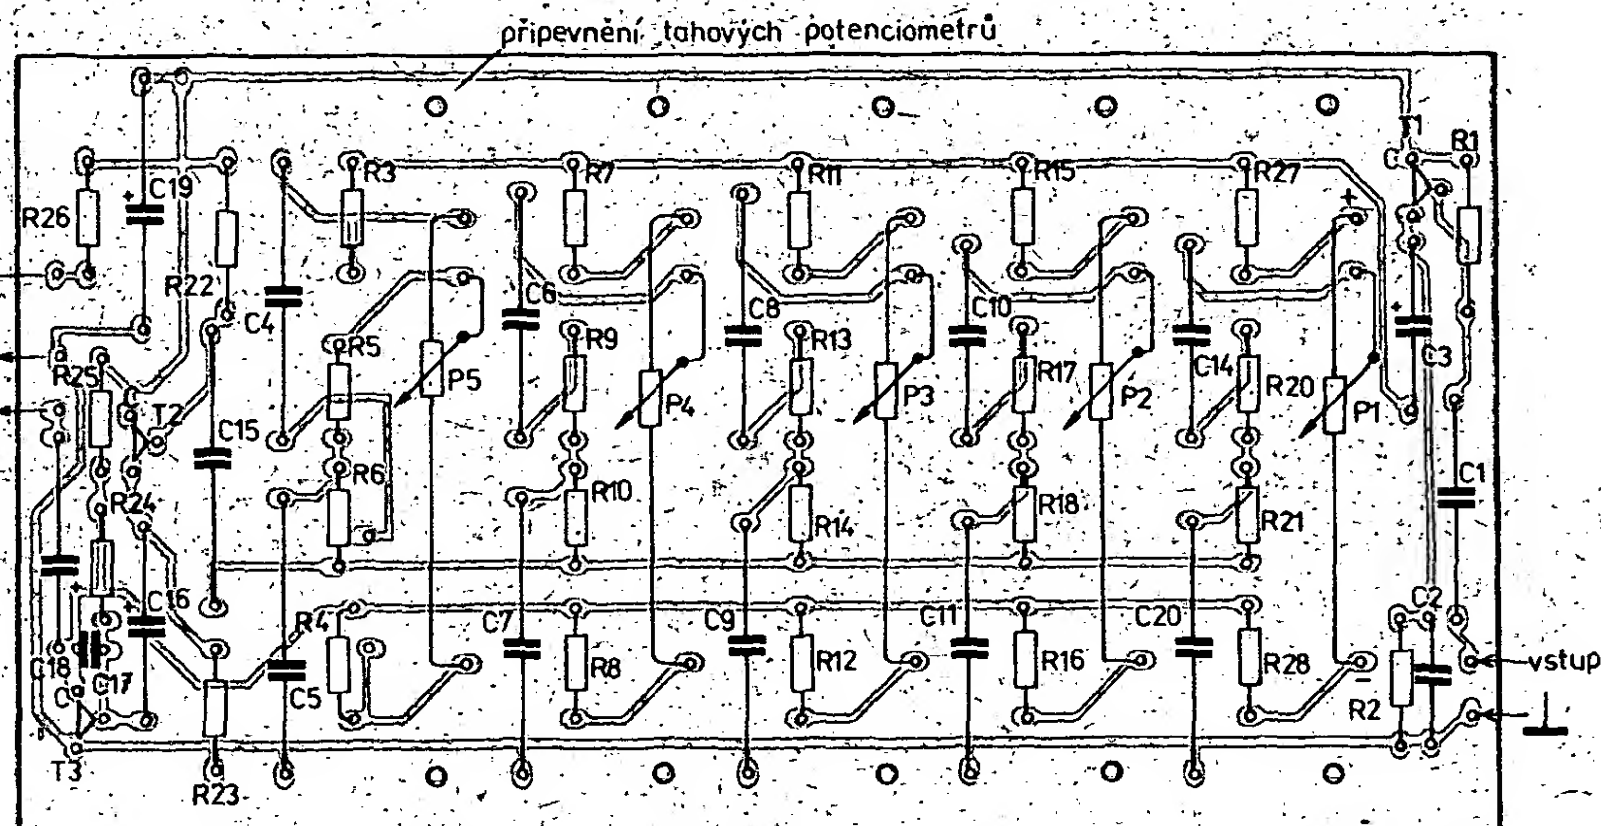 připevnění tahových potenciometrů
T1
R1
C
R3
R7
R11
R15
R27
+
C19
+
R26
R22
C4
C6
C8
C10
C14
+
C3
R5
R9
R13
R17
R20
R25
P5
P4
P3
P2
P1
T2
C15
R6
R10
R14
R18
R21
C1
R24
+
+
C16
R4
C7
C9
C11
C20
C2
C18
C17
C
C5
R8
R12
R16
R28
−
R2
vstup
T3
R23